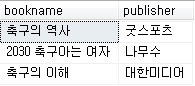 bookname publisher
축구의 역사 굿스포츠
2030 축구아는 여자 나무수
축구의 이해 대한미디어